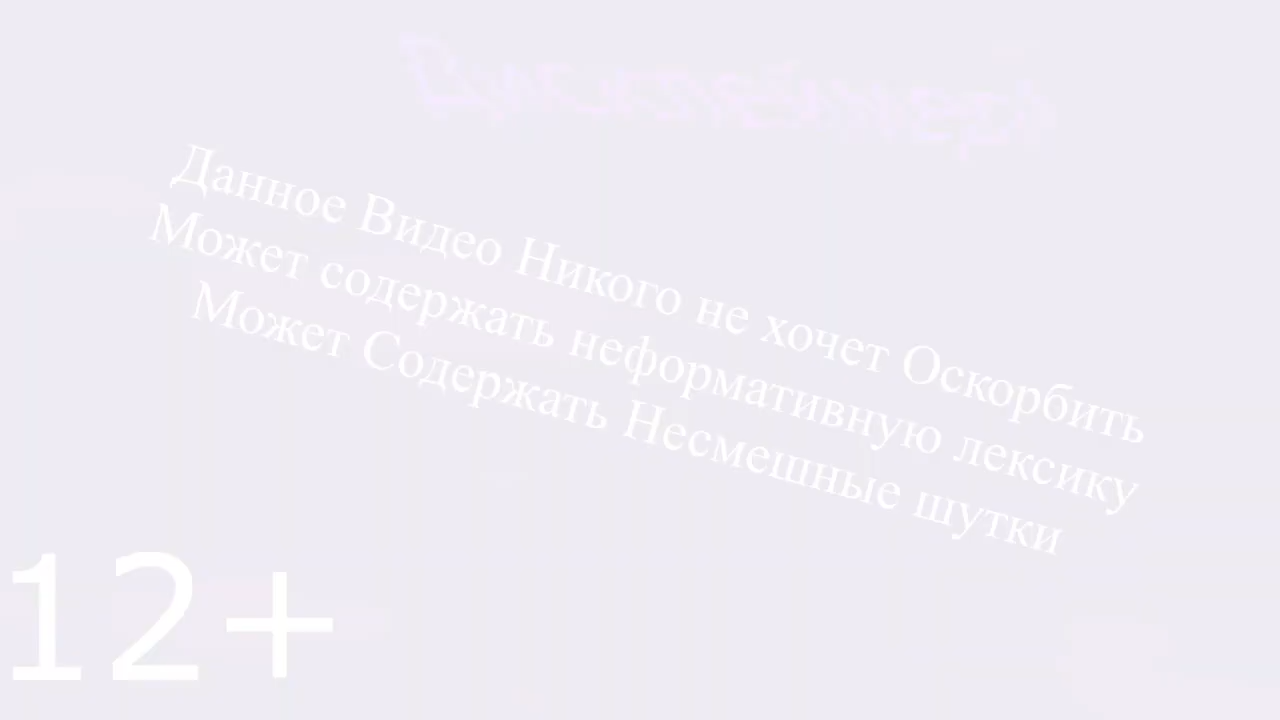 Данное Видео Никого не хочет Оскорбить
Может содержать неформативную лексику
Может Содержать Несмешные шутки
12+